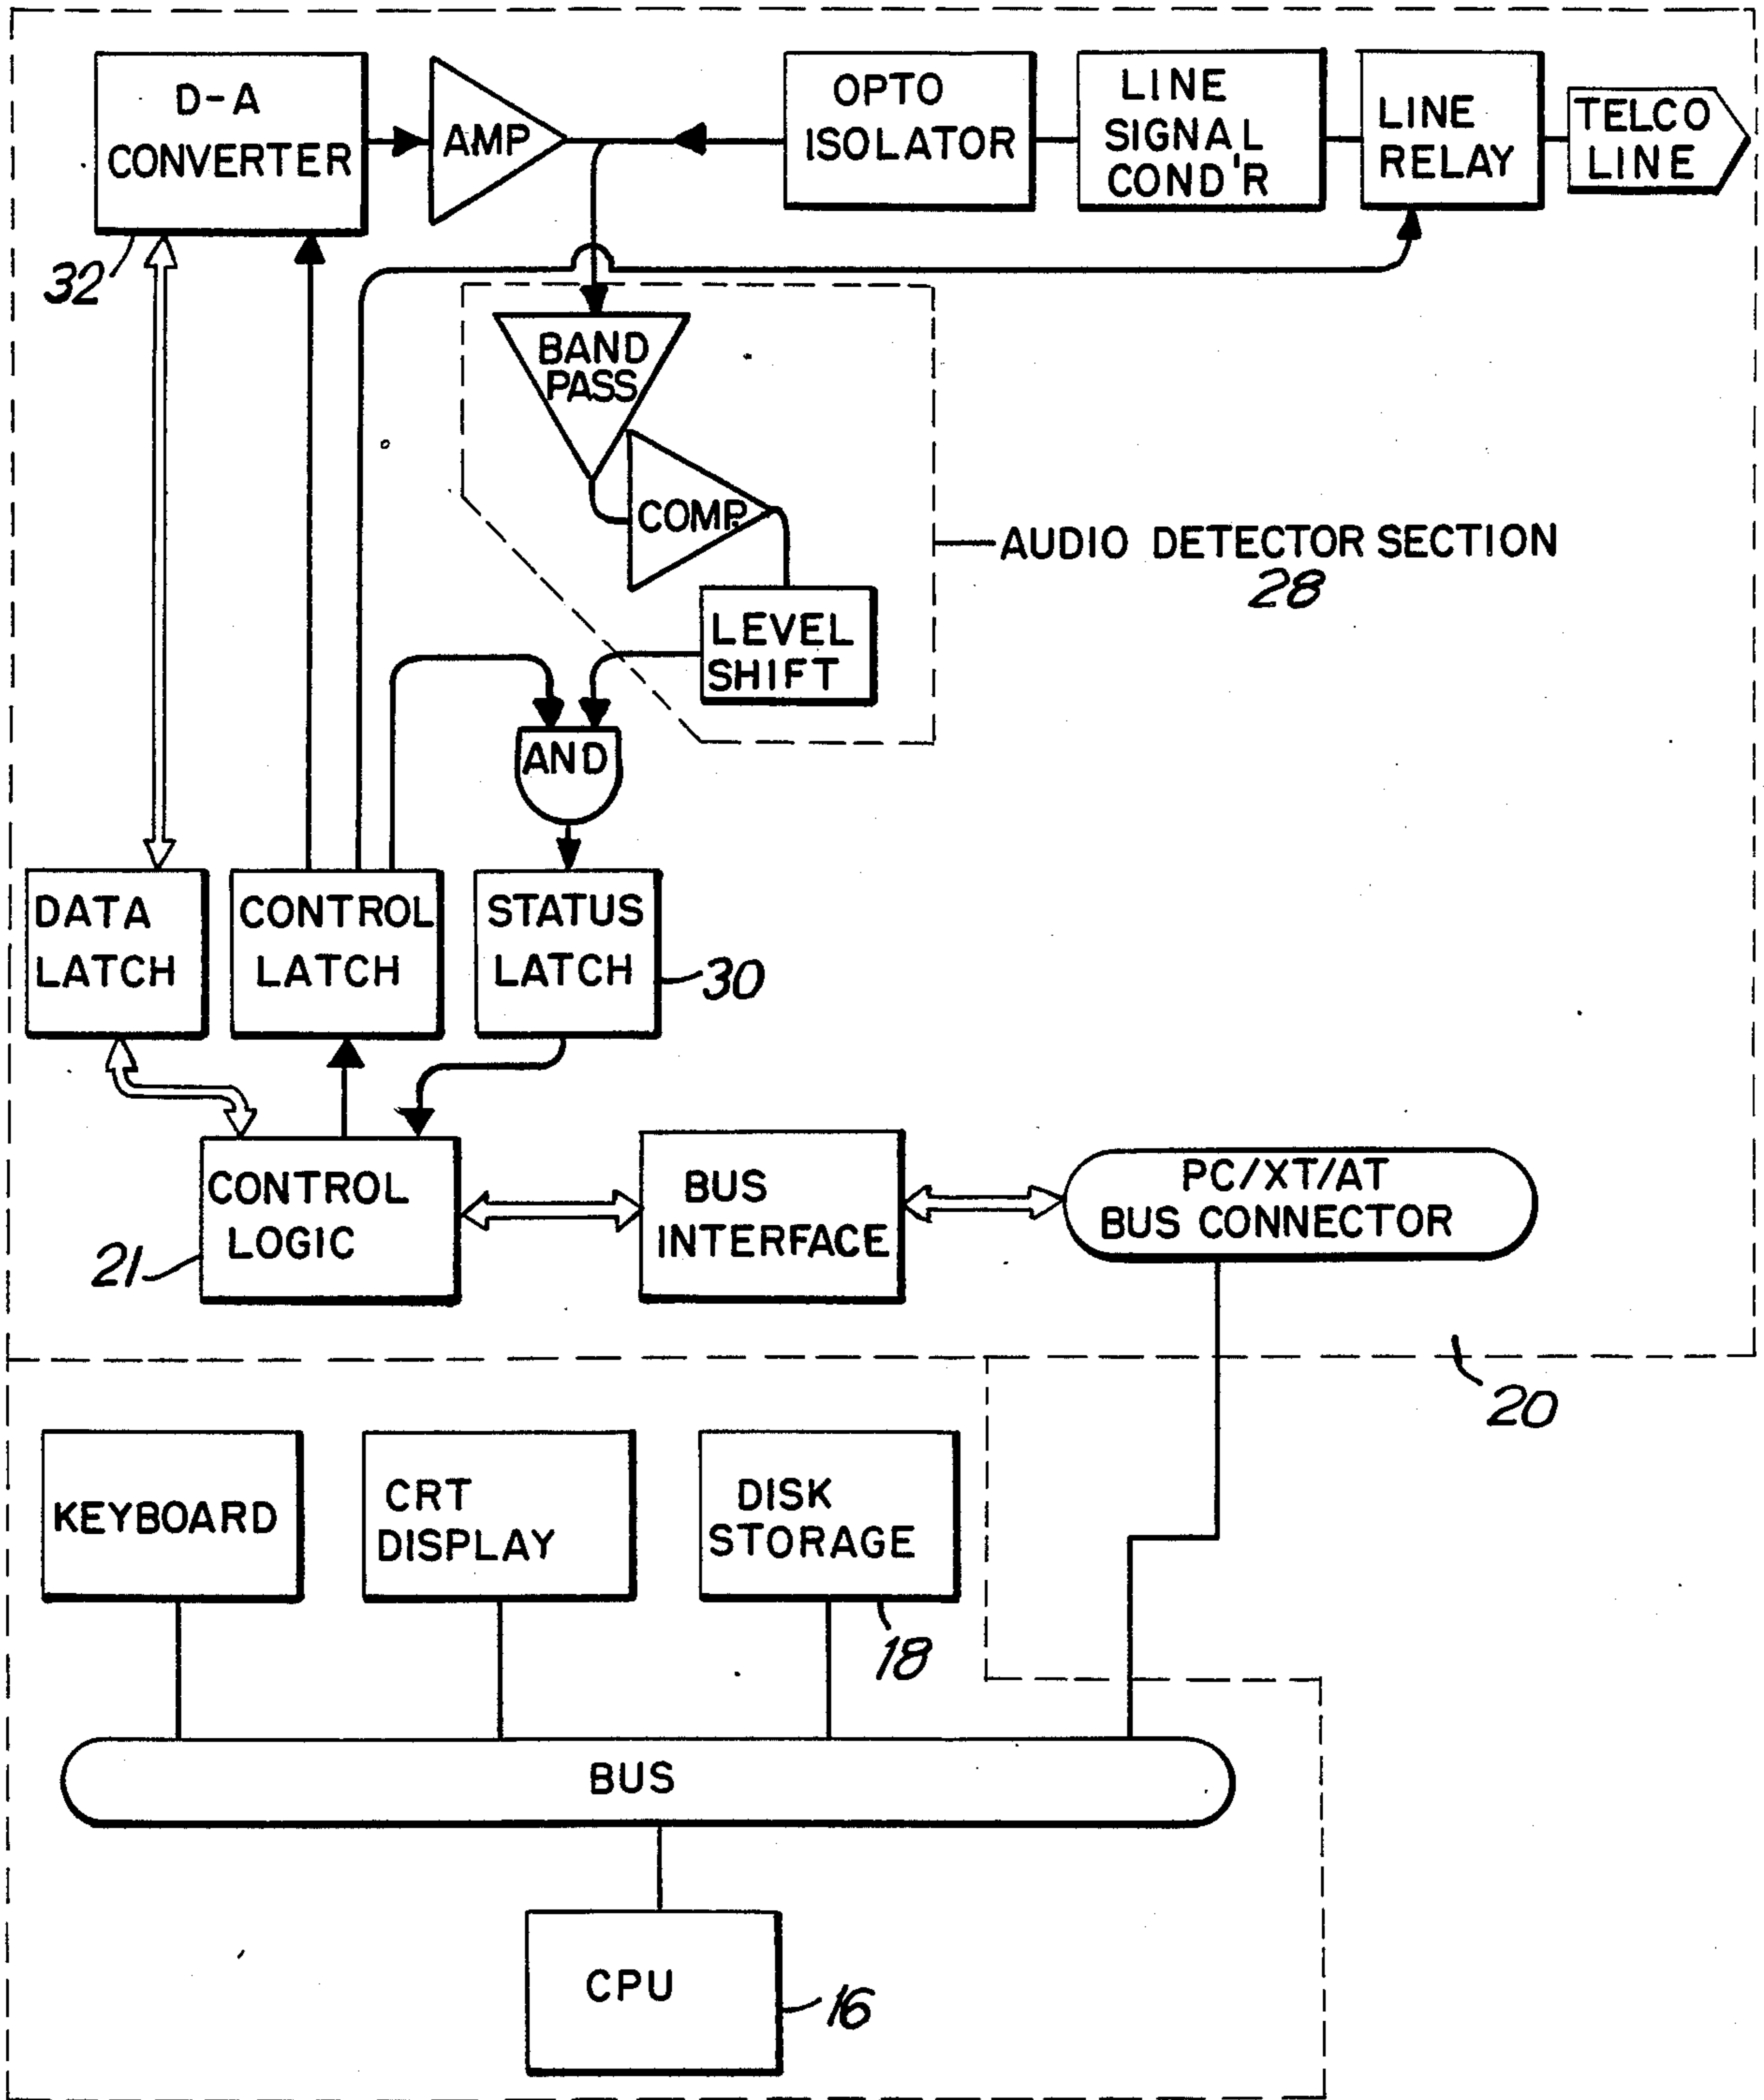 D-A
CONVERTER
AMP
OPTO
ISOLATOR
LINE
SIGNAL
COND'R
LINE
RELAY
TELCO
LINE
32
BAND
PASS
COMP.
AUDIO DETECTOR SECTION
28
LEVEL
SHIFT
AND
DATA
LATCH
CONTROL
LATCH
STATUS
LATCH
30
CONTROL
LOGIC
21
BUS
INTERFACE
PC/XT/AT
BUS CONNECTOR
20
KEYBOARD
CRT
DISPLAY
DISK
STORAGE
18
BUS
CPU
16